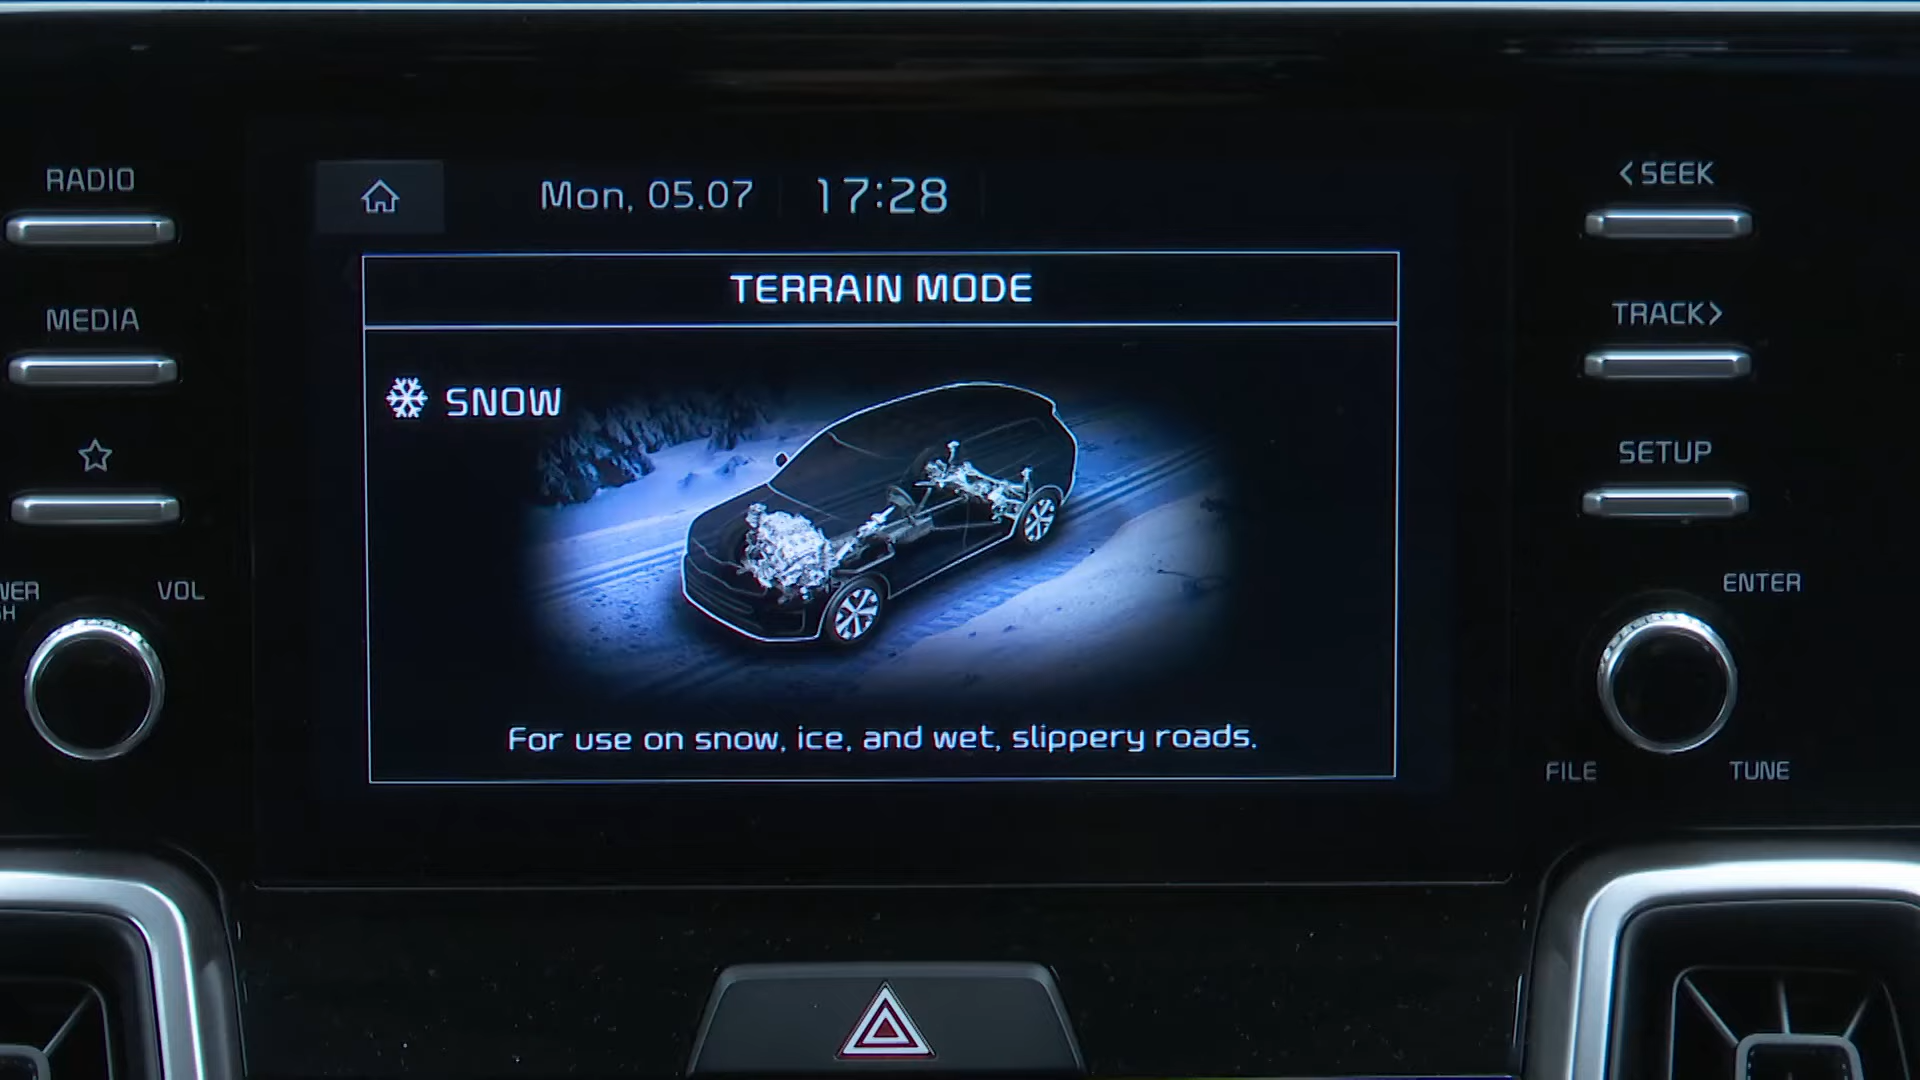 RADIO
MEDIA
VOL
Mon, 05.07 17:28
TERRAIN MODE
SNOW
For use on snow, ice, and wet, slippery roads.
< SEEK
TRACK >
SETUP
ENTER
FILE
TUNE